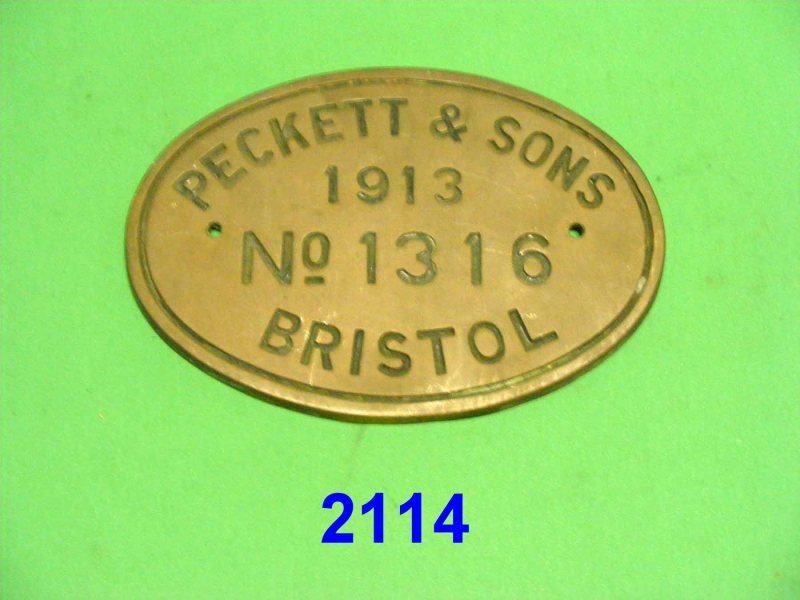 PECKETT & SONS
1913
No 1316
BRISTOL
2114